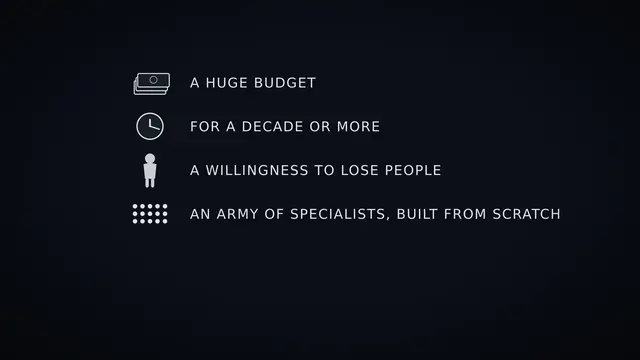 A HUGE BUDGET
FOR A DECADE OR MORE
A WILLINGNESS TO LOSE PEOPLE
AN ARMY OF SPECIALISTS, BUILT FROM SCRATCH